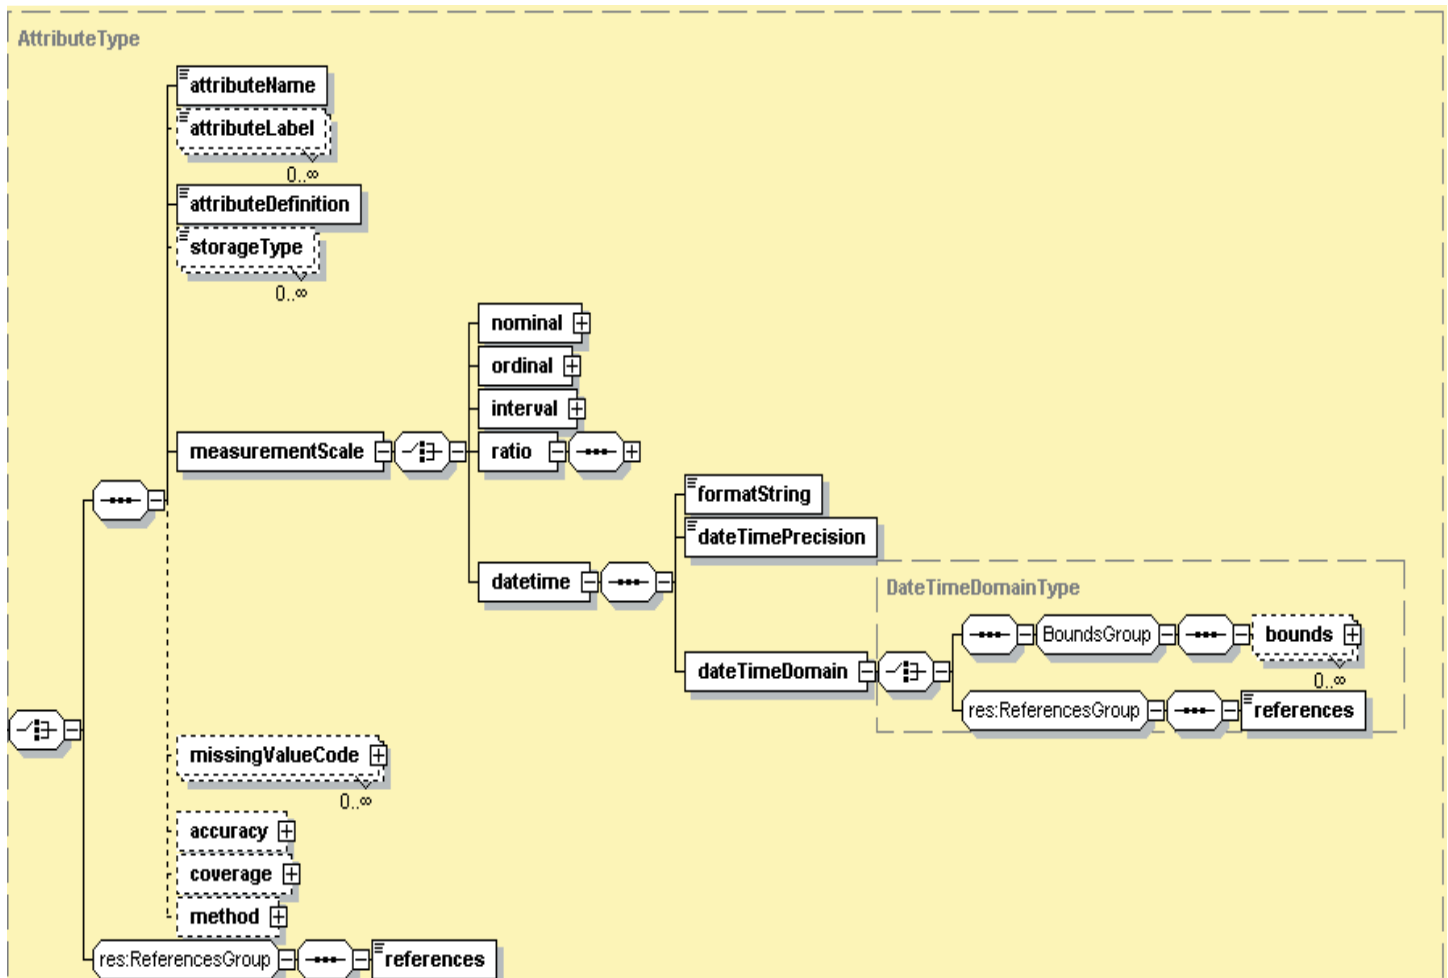 AttributeType
attributeName
attributeLabel
0..∞
attributeDefinition
storageType
0..∞
nominal
ordinal
interval
measurementScale
ratio
formatString
dateTimePrecision
datetime
DateTimeDomainType
BoundsGroup
bounds
0..∞
dateTimeDomain
res:ReferencesGroup
references
missingValueCode
0..∞
accuracy
coverage
method
res:ReferencesGroup
references